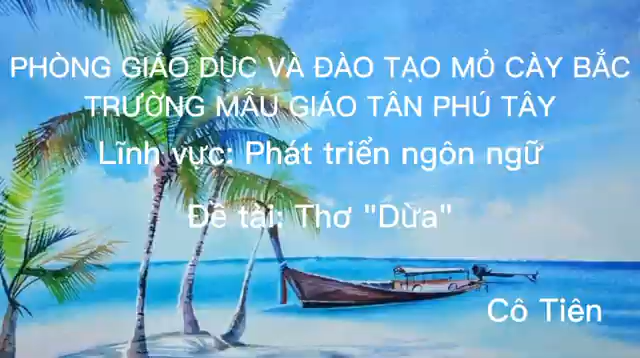 PHÒNG GIÁO DỤC VÀ ĐÀO TẠO MỎ CÀY BẮC
TRƯỜNG MẪU GIÁO TÂN PHÚ TÂY
Lĩnh vực: Phát triển ngôn ngữ
Đề tài: Thơ "Dừa"
Cô Tiên